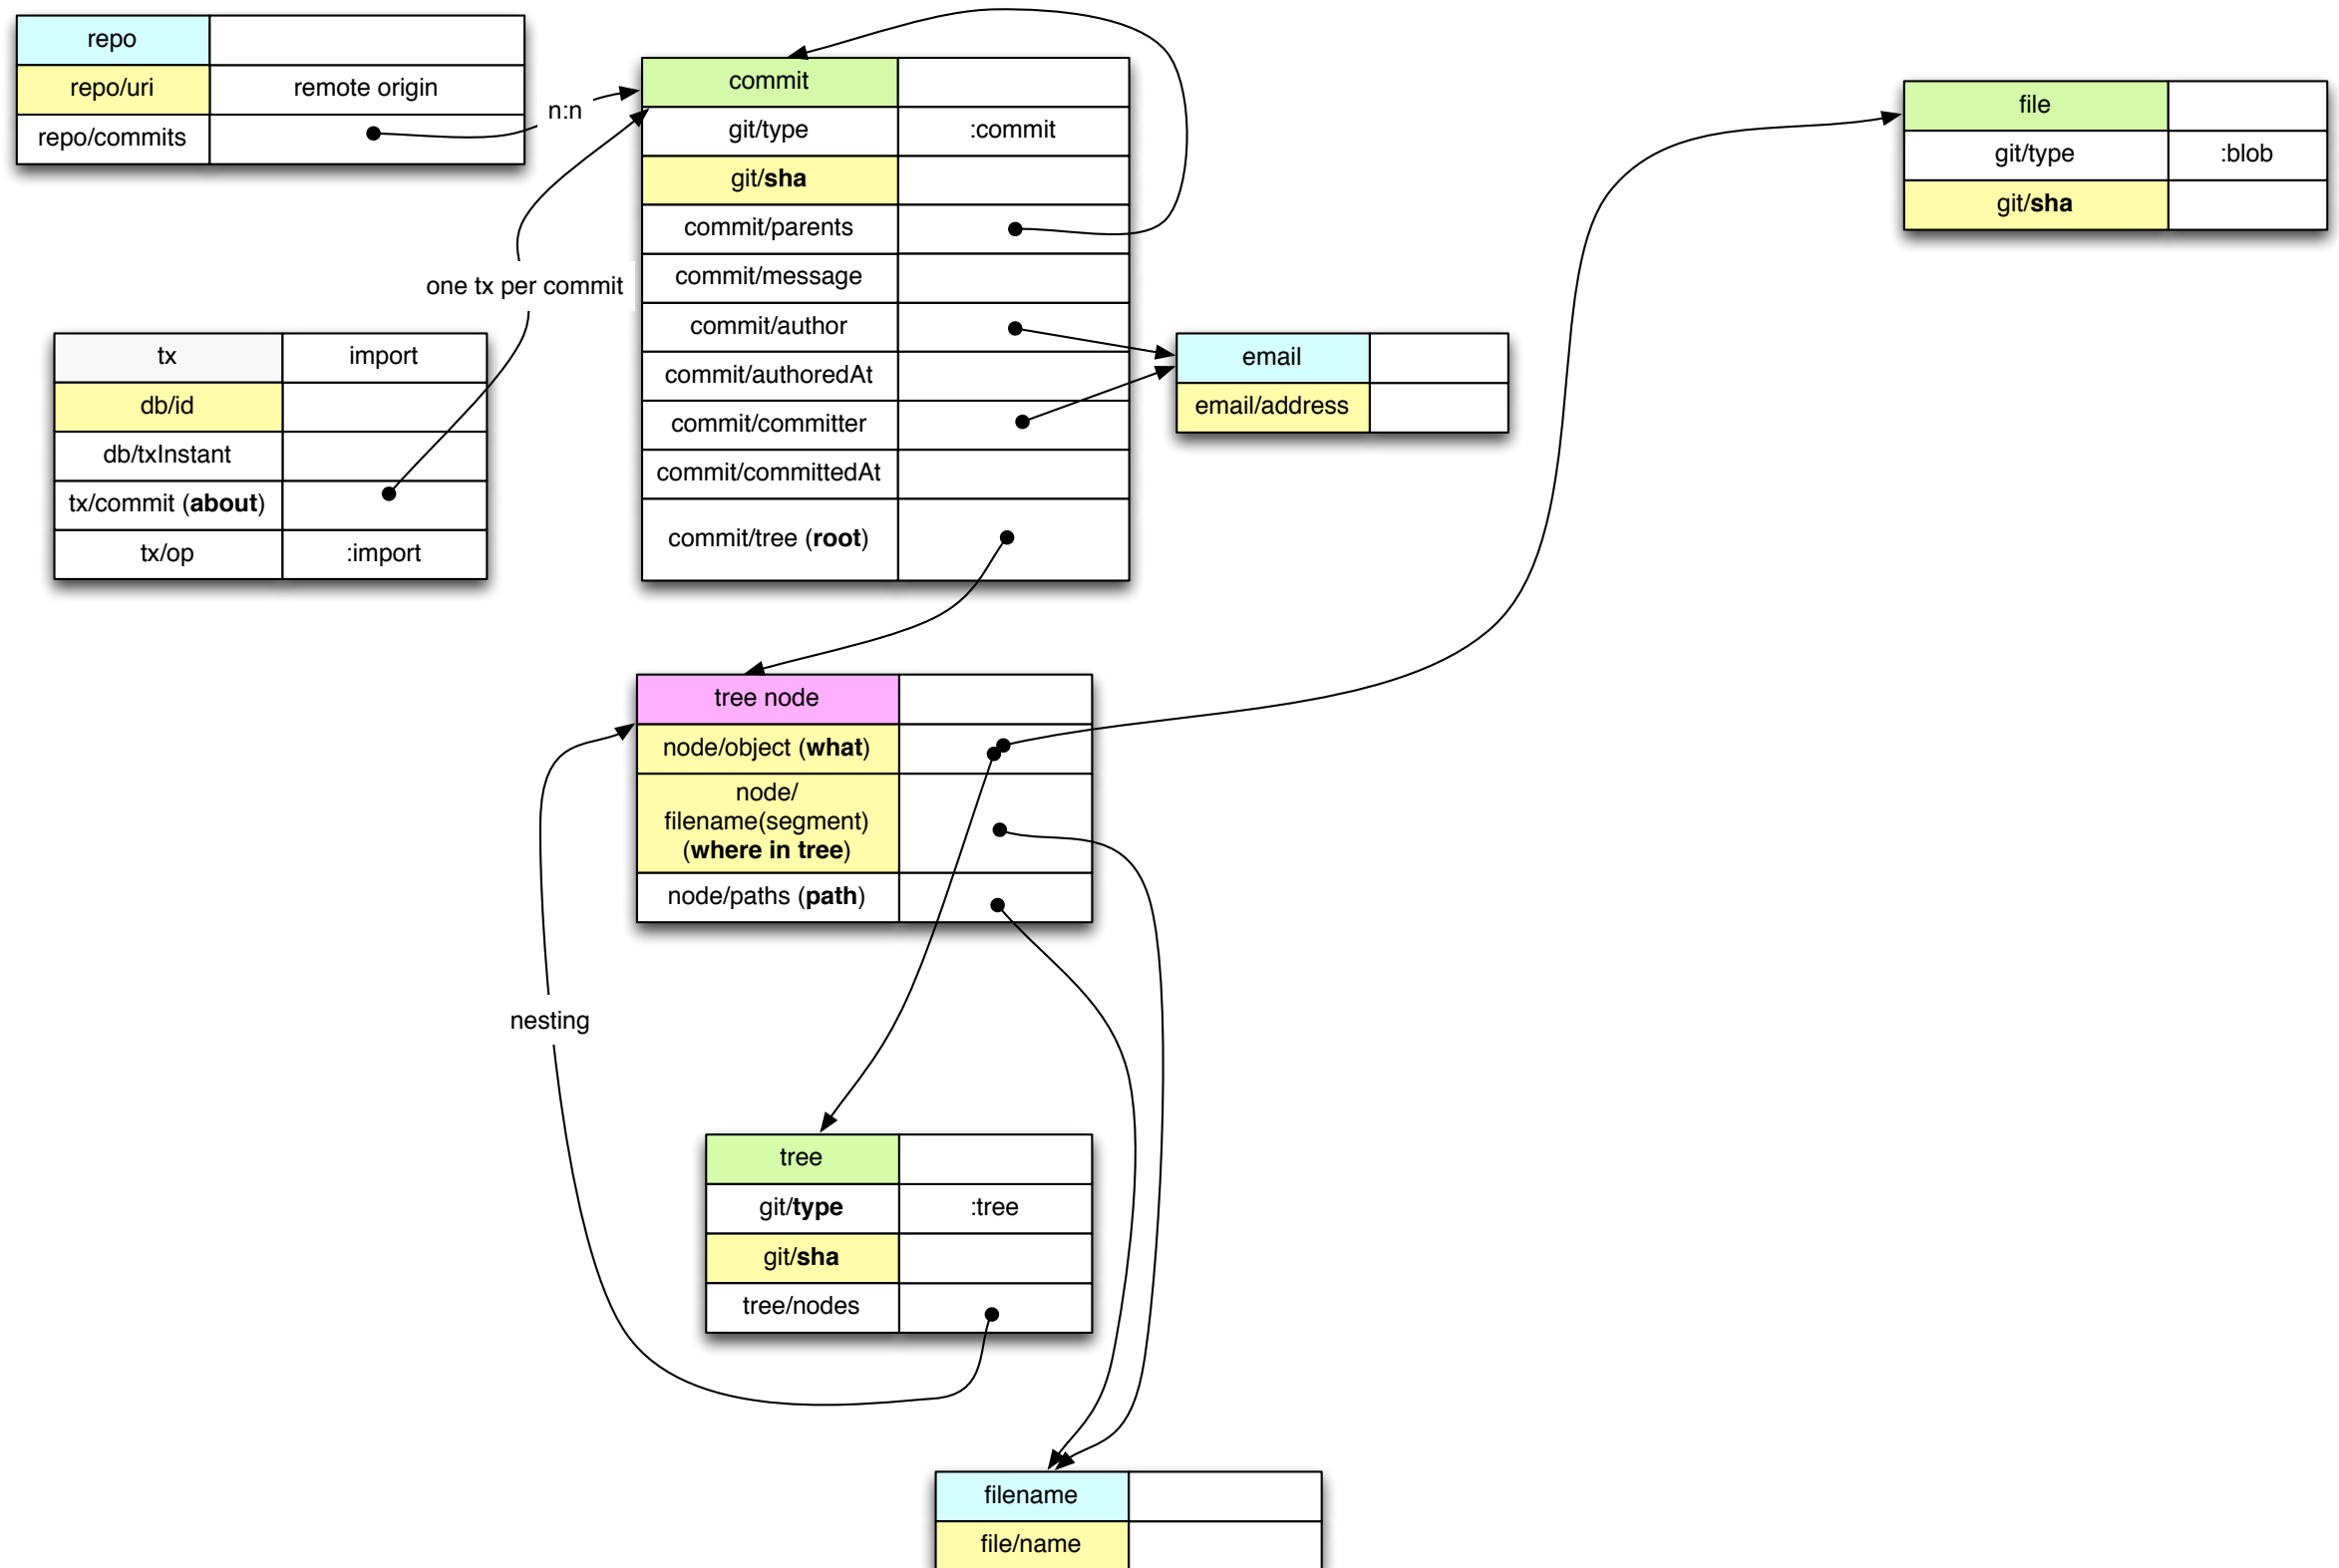 repo
repo/uri remote origin
repo/commits
n:n
commit
git/type :commit
git/sha
commit/parents
commit/message
commit/author
commit/authoredAt
commit/committer
commit/committedAt
commit/tree (root)
file
git/type :blob
git/sha
one tx per commit
tx import
db/id
db/txInstant
tx/commit (about)
tx/op :import
email
email/address
tree node
node/object (what)
node/
filename(segment)
(where in tree)
node/paths (path)
nesting
tree
git/type :tree
git/sha
tree/nodes
filename
file/name